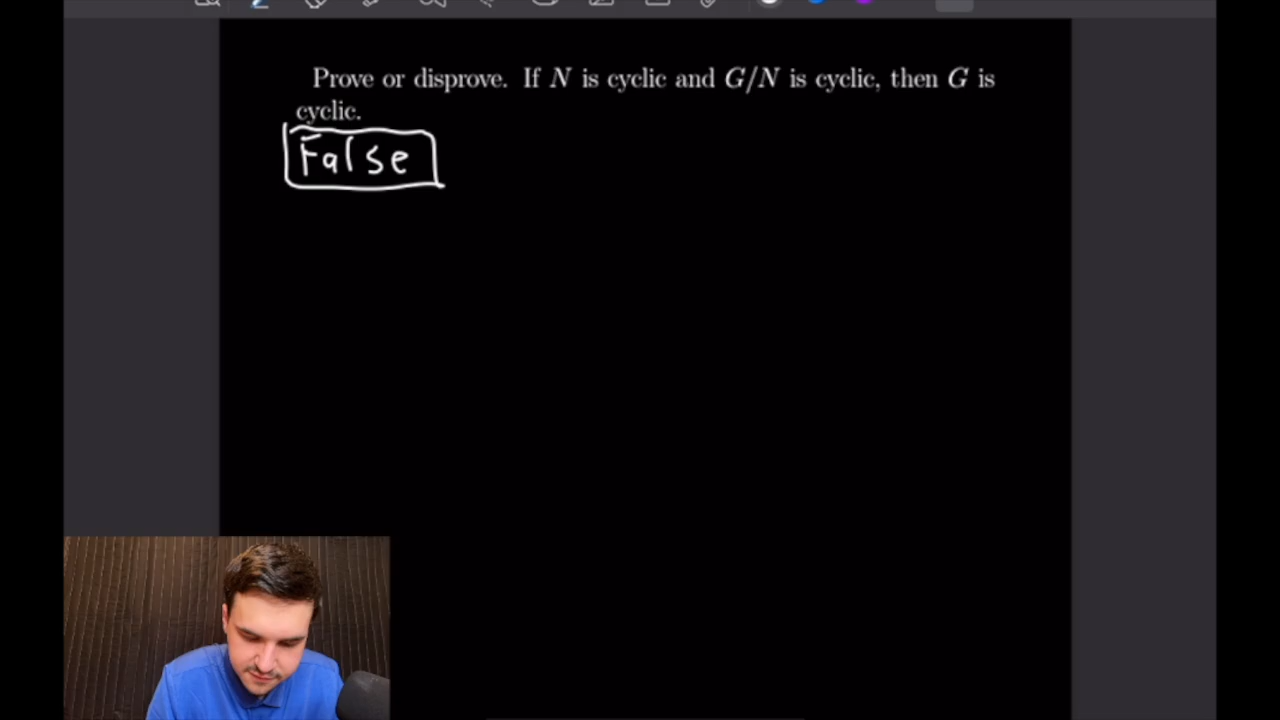 Prove or disprove. If N is cyclic and G/N is cyclic, then G is
cyclic.
False